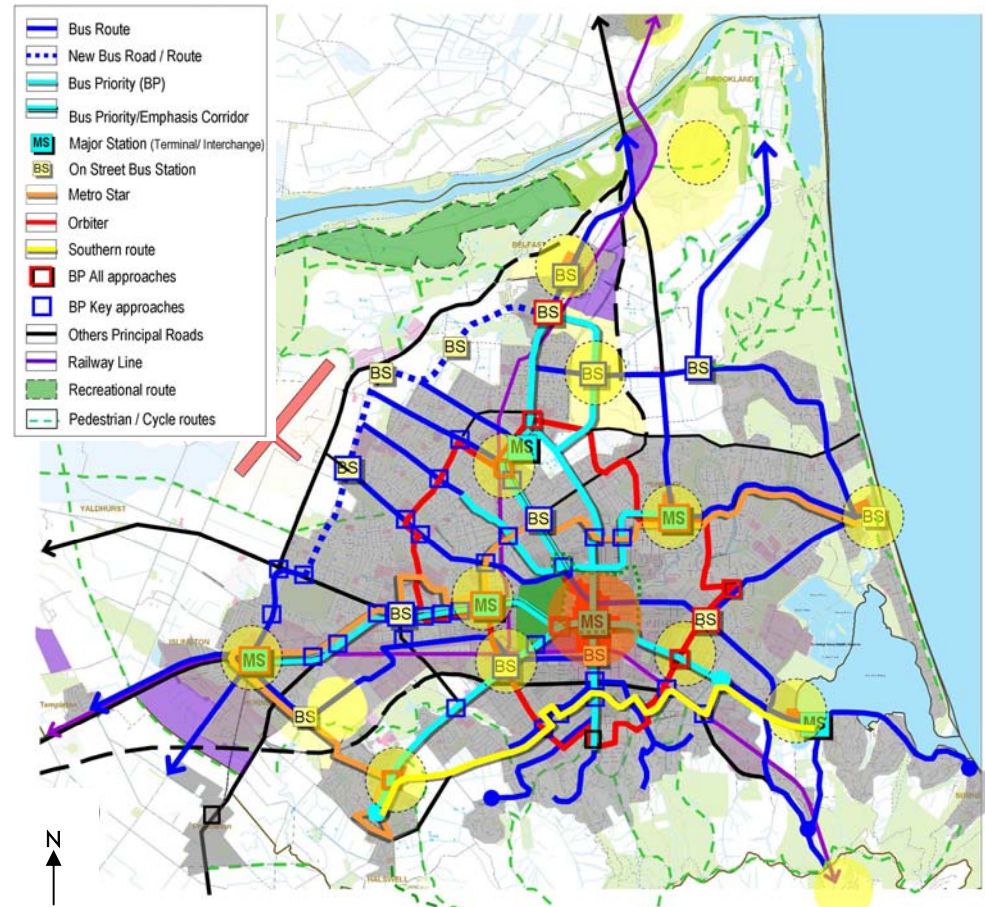 Bus Route
New Bus Road / Route
Bus Priority (BP)
Bus Priority/Emphasis Corridor
MS Major Station (Terminal/ Interchange)
BS On Street Bus Station
Metro Star
Orbiter
Southern route
BP All approaches
BP Key approaches
Others Principal Roads
Railway Line
Recreational route
Pedestrian / Cycle routes
BROOKLAND
BELFAST
BS
BS
BS
BS
BS
BS
MS
BS
YALDHURST
BS
MS
BS
MS
BS
BS
MS
ISLINGTON
MS
BS
BS
Templeton
BS
MS
HALSWELL
N